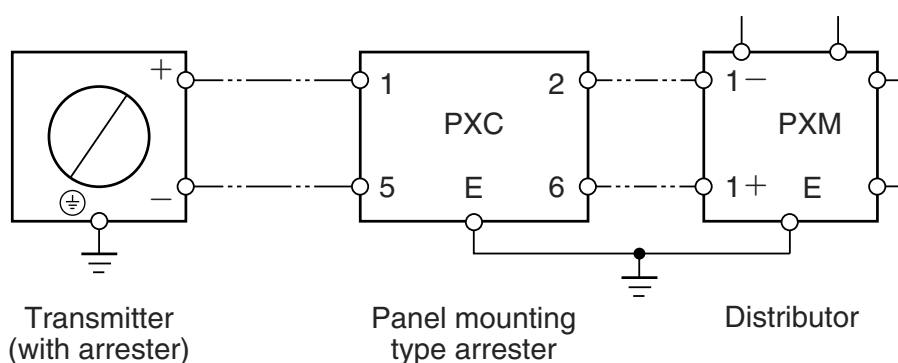 +
−
1
2
PXC
5
E
6
1−
PXM
1+
E
Transmitter
(with arrester)
Panel mounting
type arrester
Distributor